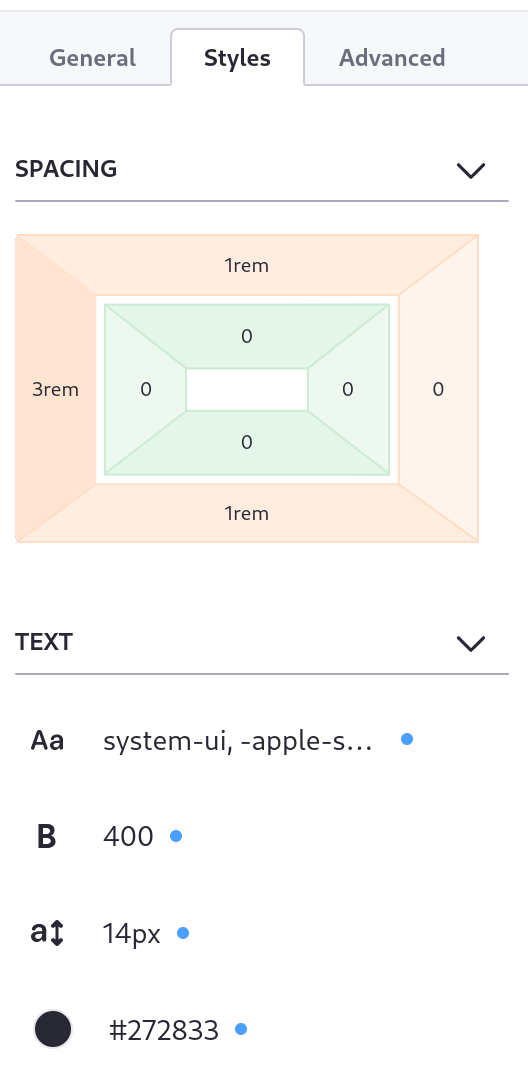 General Styles Advanced
SPACING
1rem
0
3rem 0 0 0
0
1rem
TEXT
Aa system-ui, -apple-s...
B 400
a 14px
#272833